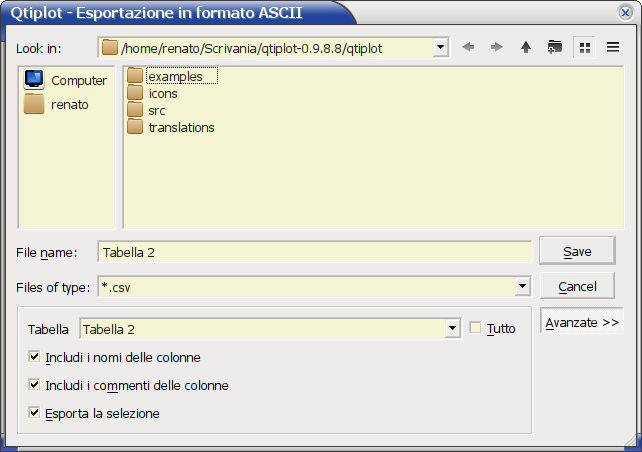 Qtiplot - Esportazione in formato ASCII
Look in: /home/renato/Scrivania/qtiplot-0.9.8.8/qtiplot
Computer
renato
examples
icons
src
translations
File name: Tabella 2
Save
Files of type: *.csv
Cancel
Tabella Tabella 2 Tutto
Avanzate >>
Includi i nomi delle colonne
Includi i commenti delle colonne
Esporta la selezione